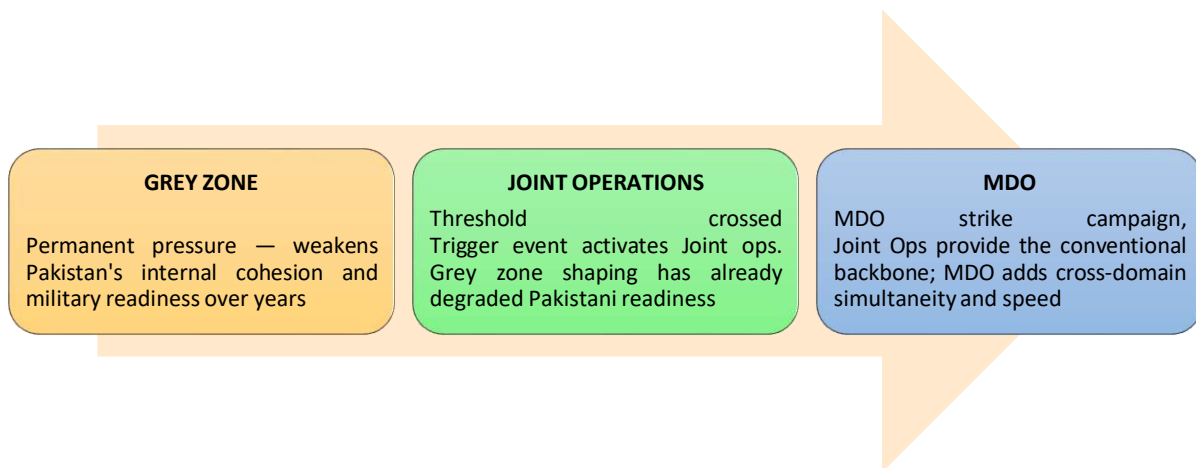 GREY ZONE
Permanent pressure — weakens
Pakistan's internal cohesion and
military readiness over years
JOINT OPERATIONS
Threshold crossed
Trigger event activates Joint ops.
Grey zone shaping has already
degraded Pakistani readiness
MDO
MDO strike campaign,
Joint Ops provide the conventional
backbone; MDO adds cross-domain
simultaneity and speed